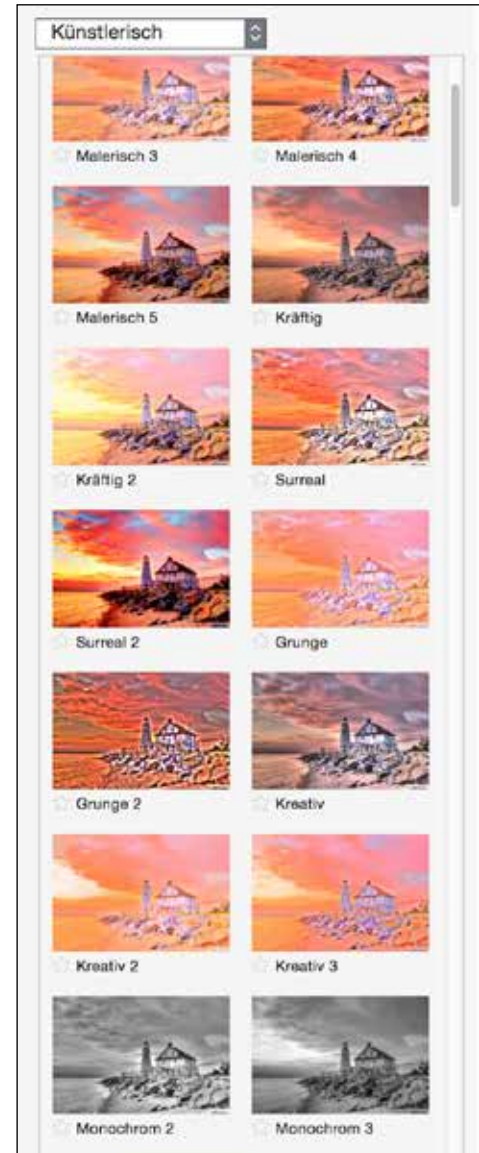 Künstlerisch
Malerisch 3 Malerisch 4
Malerisch 5 Kräftig
Kräftig 2 Surreal
Surreal 2 Grunge
Grunge 2 Kreativ
Kreativ 2 Kreativ 3
Monochrom 2 Monochrom 3